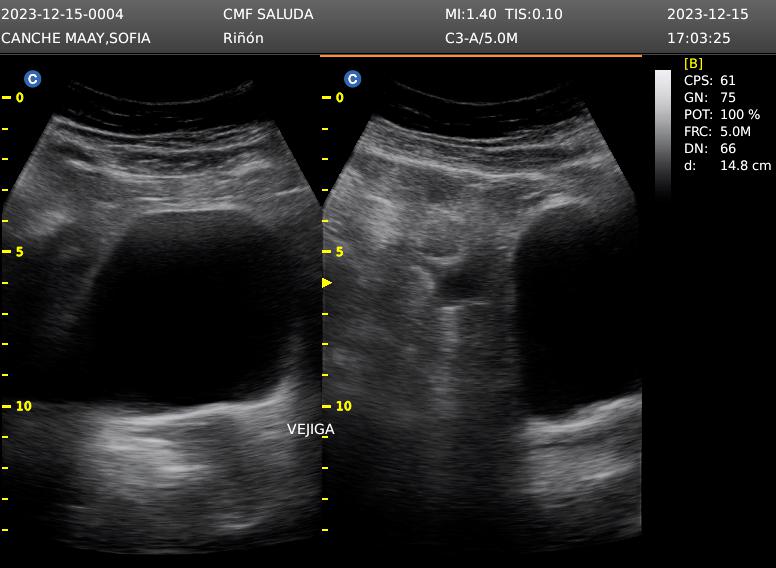 2023-12-15-0004 CMF SALUDA MI:1.40 TIS:0.10 2023-12-15
CANCHE MAAY,SOFIA Riñón C3-A/5.0M 17:03:25
[B]
CPS: 61
GN: 75
POT: 100 %
FRC: 5.0M
DN: 66
d: 14.8 cm
C C
0 0
5 5
10 10
VEJIGA